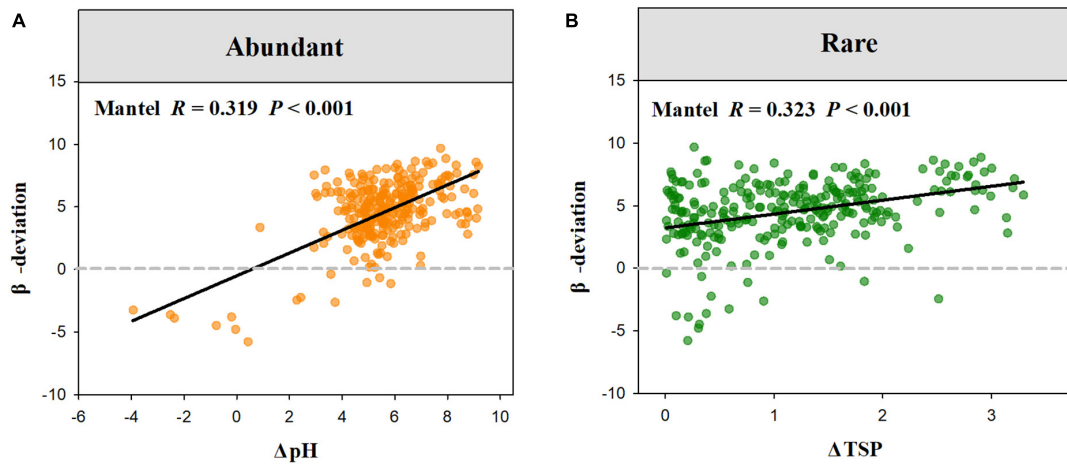 A
Abundant
Mantel R = 0.319 P < 0.001
15
10
5
0
-5
-10
β -deviation
-6 -4 -2 0 2 4 6 8 10
ΔpH
B
Rare
Mantel R = 0.323 P < 0.001
15
10
5
0
-5
-10
β -deviation
0 1 2 3
ΔTSP